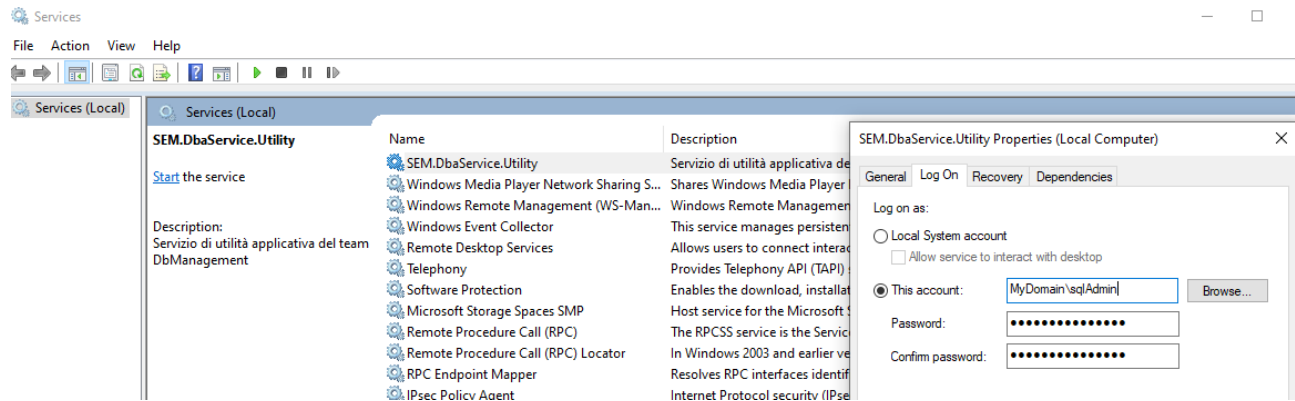 Services
File Action View Help
Services (Local)
Services (Local)
SEM.DbaService.Utility
Start the service
Description:
Servizio di utilità applicativa del team
DbManagement
Name Description
SEM.DbaService.Utility Servizio di utilità applicativa de
Windows Media Player Network Sharing S... Shares Windows Media Player
Windows Remote Management (WS-Man... Windows Remote Managemen
Windows Event Collector This service manages persisten
Remote Desktop Services Allows users to connect interac
Telephony Provides Telephony API (TAPI)
Software Protection Enables the download, installat
Microsoft Storage Spaces SMP Host service for the Microsoft
Remote Procedure Call (RPC) The RPCSS service is the Servic
Remote Procedure Call (RPC) Locator In Windows 2003 and earlier ve
RPC Endpoint Mapper Resolves RPC interfaces identif
IPsec Policy Agent Internet Protocol security (IPse
SEM.DbaService.Utility Properties (Local Computer)
General Log On Recovery Dependencies
Log on as:
Local System account
Allow service to interact with desktop
This account: MyDomain\sqlAdmin Browse...
Password: •••••••••••••••
Confirm password: •••••••••••••••